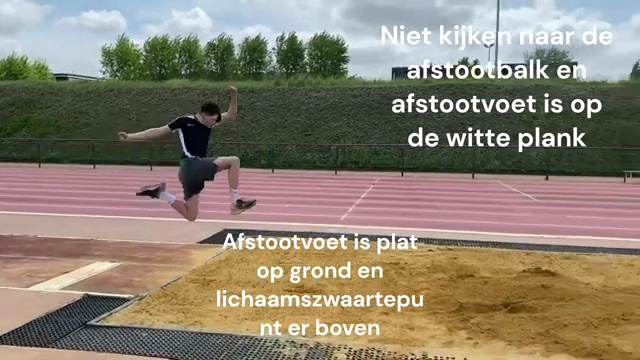 Niet kijken naar de
afstootbalk en
afstootvoet is op
de witte plank
Afstootvoet is plat
op grond en
lichaamszwaartepu
nt er boven